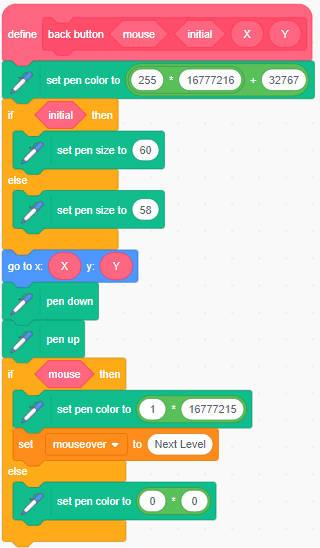 define back button mouse initial X Y
set pen color to 255 * 16777216 + 32767
if initial then
set pen size to 60
else
set pen size to 58
go to x: X y: Y
pen down
pen up
if mouse then
set pen color to 1 * 16777215
set mouseover to Next Level
else
set pen color to 0 * 0